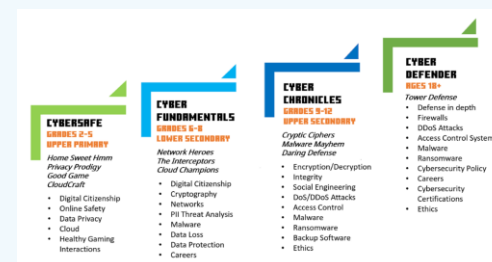 CYBERSAFE
GRADES 2-5
UPPER PRIMARY
Home Sweet Hmm
Privacy Prodigy
Good Game
CloudCraft
• Digital Citizenship
• Online Safety
• Data Privacy
• Cloud
• Healthy Gaming
Interactions
CYBER
FUNDAMENTALS
GRADES 6-8
LOWER SECONDARY
Network Heroes
The Interceptors
Cloud Champions
• Digital Citizenship
• Cryptography
• Networks
• PII Threat Analysis
• Malware
• Data Loss
• Data Protection
• Careers
CYBER
CHRONICLES
GRADES 9-12
UPPER SECONDARY
Cryptic Ciphers
Malware Mayhem
Daring Defense
• Encryption/Decryption
• Integrity
• Social Engineering
• DoS/DDoS Attacks
• Access Control
• Malware
• Ransomware
• Backup Software
• Ethics
CYBER
DEFENDER
AGES 18+
Tower Defense
• Defense in depth
• Firewalls
• DDoS Attacks
• Access Control System
• Malware
• Ransomware
• Cybersecurity Policy
• Careers
• Cybersecurity
Certifications
• Ethics